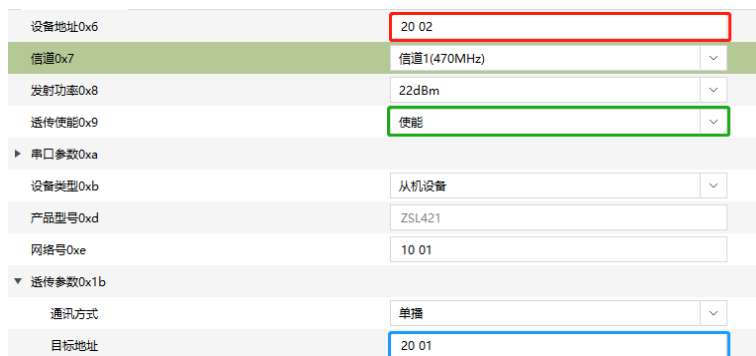 设备地址0x6 20 02
信道0x7 信道1(470MHz)
发射功率0x8 22dBm
透传使能0x9 使能
串口参数0xa
设备类型0xb 从机设备
产品型号0xd ZSL421
网络号0xe 10 01
透传参数0x1b
通讯方式 单播
目标地址 20 01